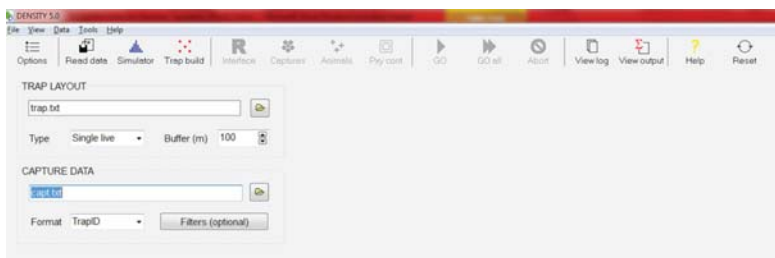 DENSITY 5.0
File View Data Tools Help
Options Read data Simulator Trap build Interface Captures Animals Pxy cont. GO GO all Abort View log View output Help Reset
TRAP LAYOUT
trap.txt
Type Single live Buffer (m) 100
CAPTURE DATA
capt.txt
Format TrapID Filters (optional)